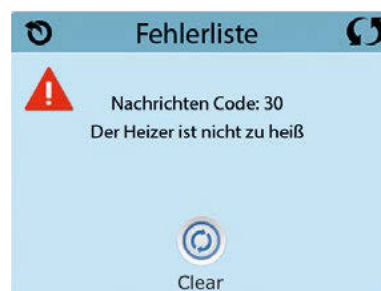 Fehlerliste
Nachrichten Code: 30
Der Heizer ist nicht zu heiß
Clear